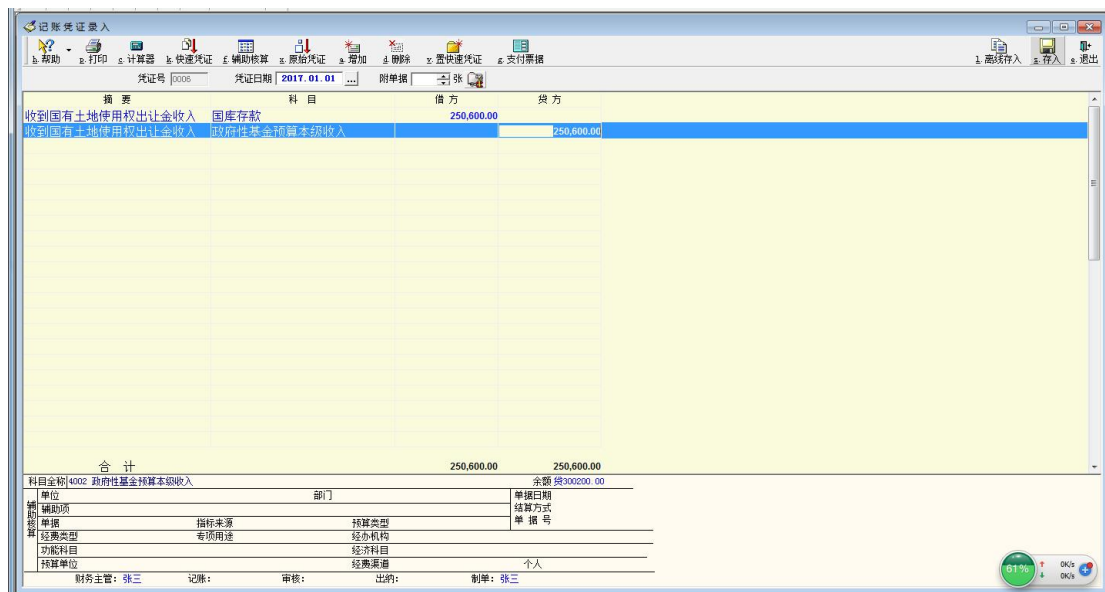 记账凭证录入
h.帮助 p.打印 c.计算器 k.快速凭证 f.辅助核算 a.增加 d.删除 v.置快速凭证 g.支付票据 l.离线存入 s.存入 e.退出
原始凭证
凭证号 0006 凭证日期 2017.01.01 ... 附单据 张
摘 要 科 目 借 方 贷 方
收到国有土地使用权出让金收入 国库存款 250,600.00
收到国有土地使用权出让金收入 政府性基金预算本级收入 250,600.00
合 计 250,600.00 250,600.00
科目全称 4002 政府性基金预算本级收入 余额 贷300200.00
辅助核算
单位 部门 单据日期
辅助项 结算方式
单据 指标来源 预算类型 单 据 号
经费类型 专项用途 经办机构
功能科目 经济科目
预算单位 经费渠道 个人
财务主管: 张三 记账: 审核: 出纳: 制单: 张三
61% 0K/s
0K/s